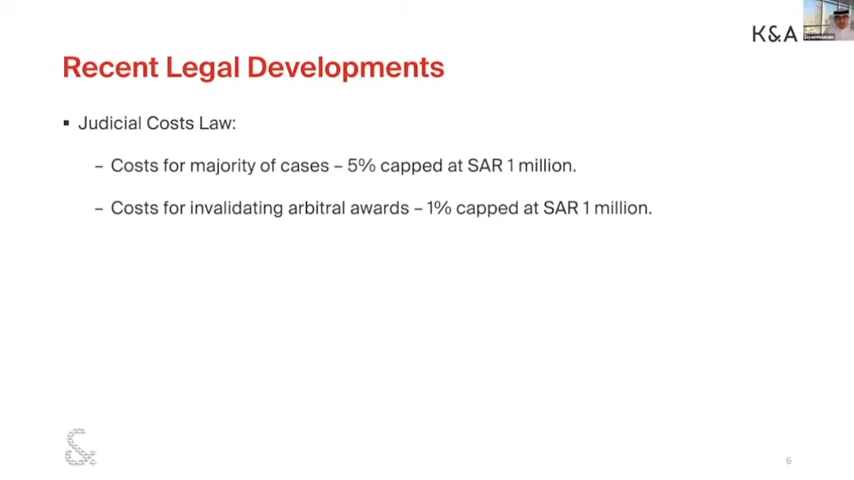 K&A
Recent Legal Developments
▪ Judicial Costs Law:
– Costs for majority of cases – 5% capped at SAR 1 million.
– Costs for invalidating arbitral awards – 1% capped at SAR 1 million.
&
6